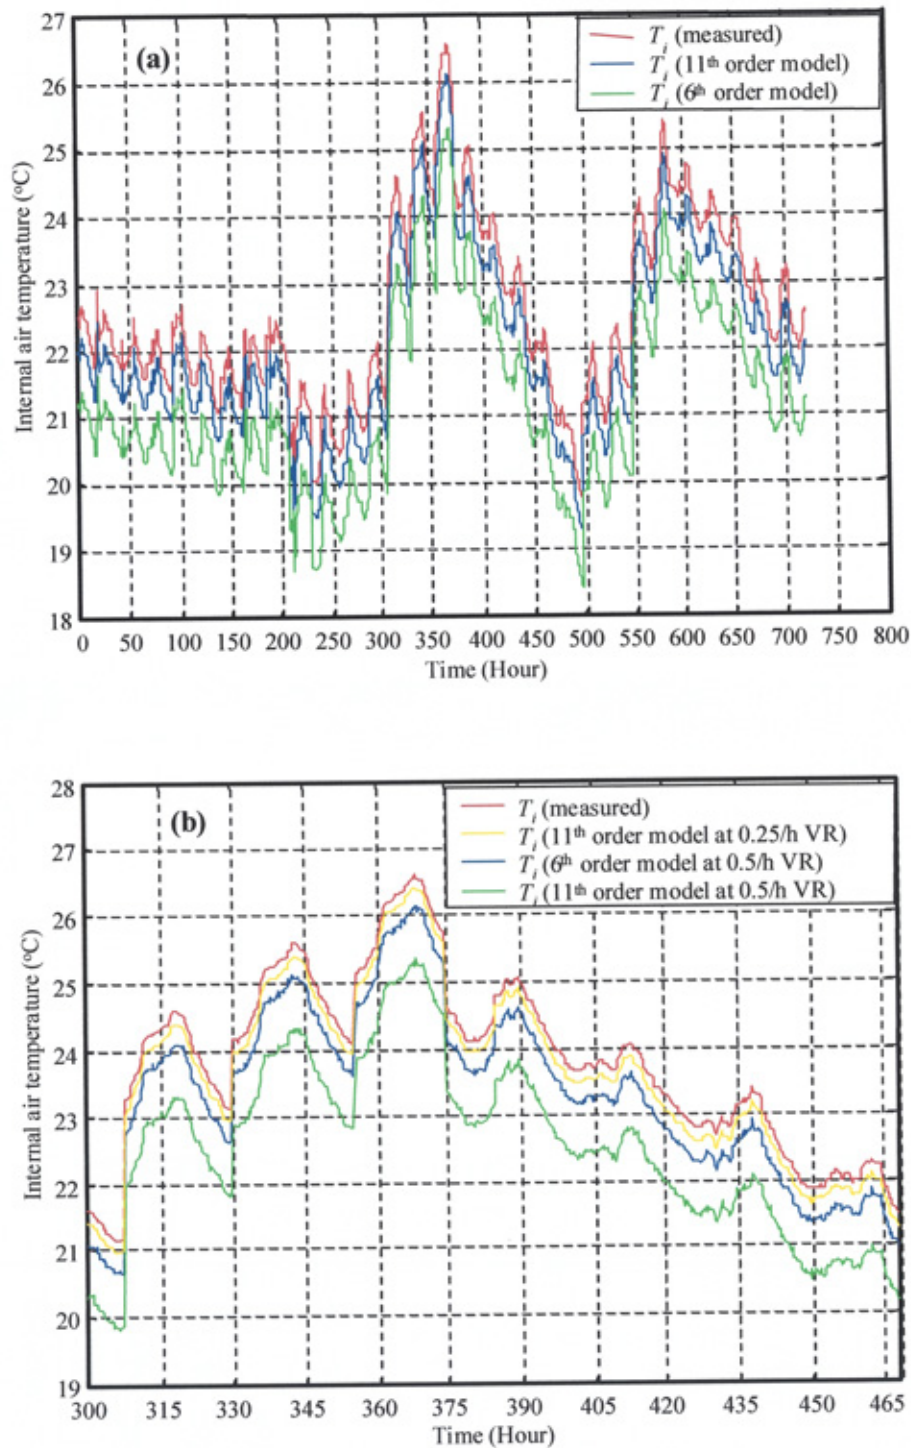 27
26
25
24
23
22
21
20
19
18
Internal air temperature (°C)
(a)
T_i (measured)
T_i (11th order model)
T_i (6th order model)
0 50 100 150 200 250 300 350 400 450 500 550 600 650 700 750 800
Time (Hour)
28
27
26
25
24
23
22
21
20
19
Internal air temperature (°C)
(b)
T_i (measured)
T_i (11th order model at 0.25/h VR)
T_i (6th order model at 0.5/h VR)
T_i (11th order model at 0.5/h VR)
300 315 330 345 360 375 390 405 420 435 450 465
Time (Hour)